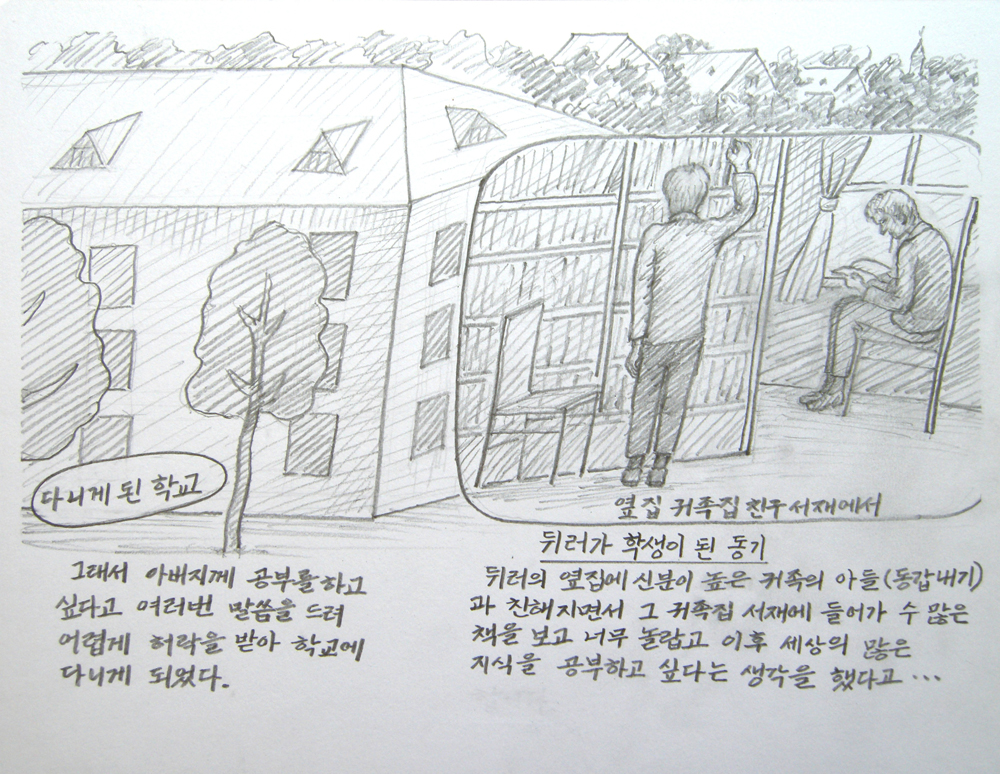 다니게 된 학교
옆집 귀족집 친구 서재에서
뒤러가 학생이 된 동기
뒤러의 옆집에 신분이 높은 귀족의 아들(동갑내기)
과 친해지면서 그 귀족집 서재에 들어가 수 많은
책을 보고 너무 놀랍고 이후 세상의 많은
지식을 공부하고 싶다는 생각을 했다고 ...
그래서 아버지께 공부를 하고
싶다고 여러번 말씀을 드려
어렵게 허락을 받아 학교에
다니게 되었다.